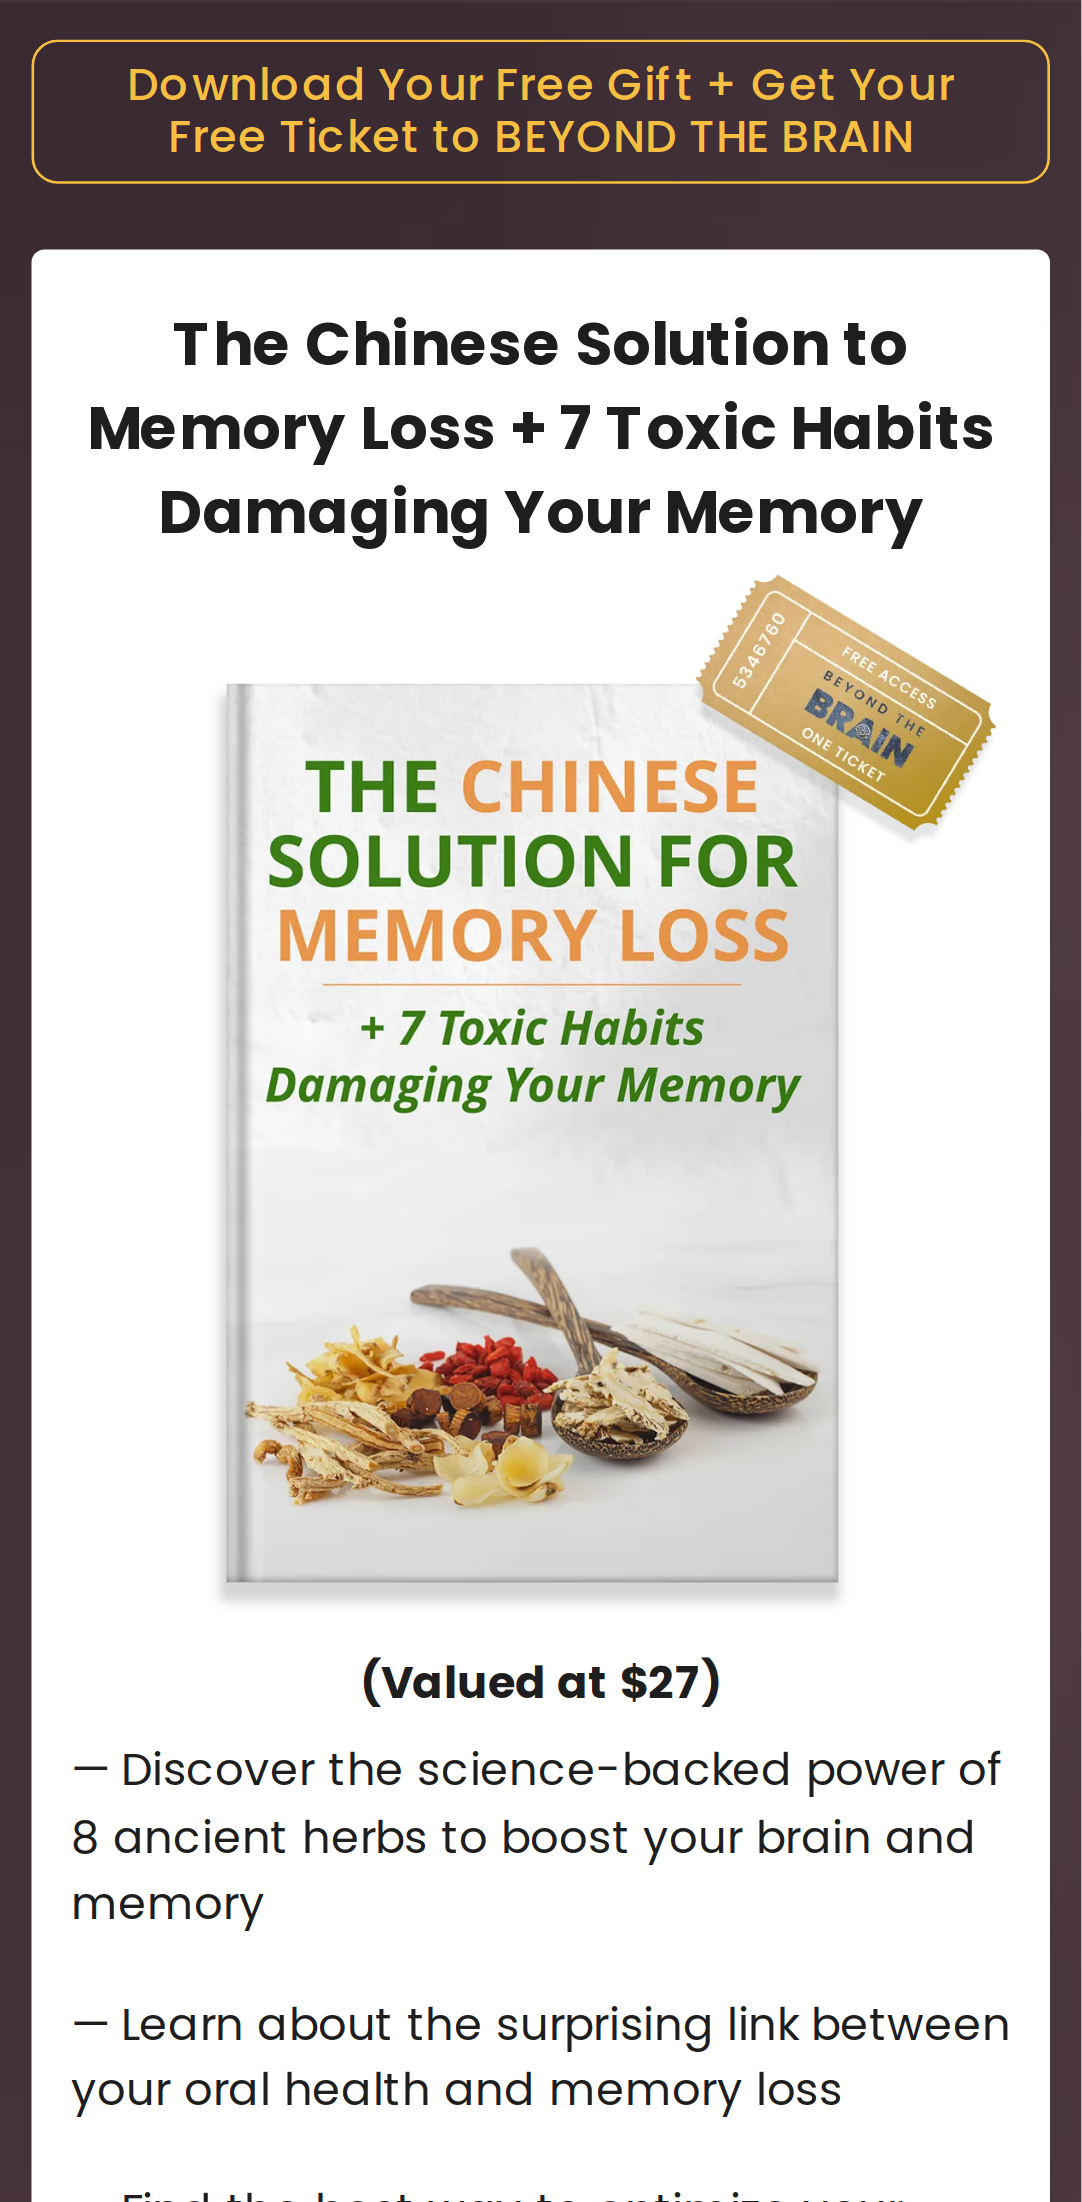 Download Your Free Gift + Get Your
Free Ticket to BEYOND THE BRAIN
The Chinese Solution to
Memory Loss + 7 Toxic Habits
Damaging Your Memory
5346760
FREE ACCESS
BEYOND THE
BRAIN
ONE TICKET
THE CHINESE
SOLUTION FOR
MEMORY LOSS
+ 7 Toxic Habits
Damaging Your Memory
(Valued at $27)
— Discover the science-backed power of
8 ancient herbs to boost your brain and
memory
— Learn about the surprising link between
your oral health and memory loss